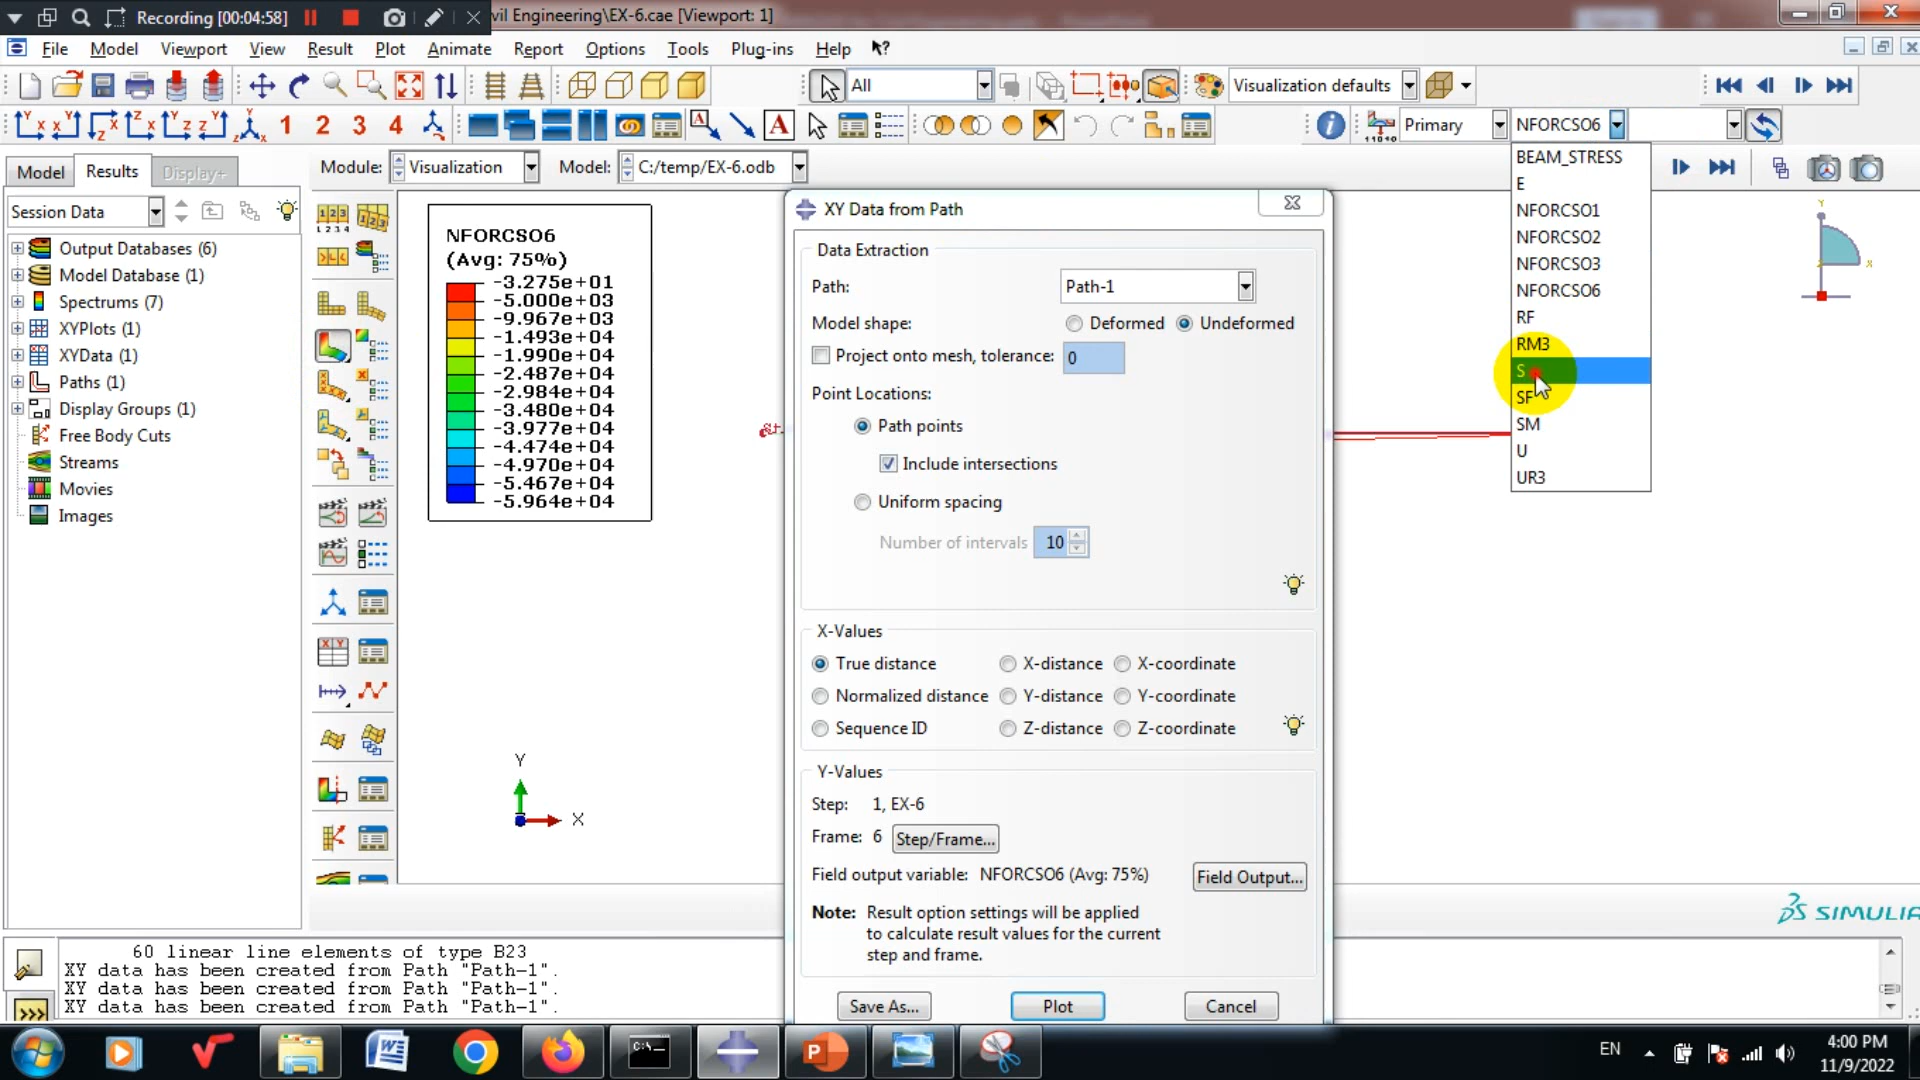 Recording [00:04:58]
vil Engineering\EX-6.cae [Viewport: 1]
File Model Viewport View Result Plot Animate Report Options Tools Plug-ins Help
All
Visualization defaults
1 2 3 4
Primary
NFORCSO6
Model Results Display+
Module: Visualization Model: C:/temp/EX-6.odb
Session Data
Output Databases (6)
Model Database (1)
Spectrums (7)
XYPlots (1)
XYData (1)
Paths (1)
Display Groups (1)
Free Body Cuts
Streams
Movies
Images
NFORCSO6
(Avg: 75%)
-3.275e+01
-5.000e+03
-9.967e+03
-1.493e+04
-1.990e+04
-2.487e+04
-2.984e+04
-3.480e+04
-3.977e+04
-4.474e+04
-4.970e+04
-5.467e+04
-5.964e+04
Y
X
XY Data from Path
Data Extraction
Path: Path-1
Model shape: Deformed Undeformed
Project onto mesh, tolerance: 0
Point Locations:
Path points
Include intersections
Uniform spacing
Number of intervals 10
X-Values
True distance X-distance X-coordinate
Normalized distance Y-distance Y-coordinate
Sequence ID Z-distance Z-coordinate
Y-Values
Step: 1, EX-6
Frame: 6 Step/Frame...
Field output variable: NFORCSO6 (Avg: 75%) Field Output...
Note: Result option settings will be applied
to calculate result values for the current
step and frame.
Save As... Plot Cancel
BEAM_STRESS
E
NFORCSO1
NFORCSO2
NFORCSO3
NFORCSO6
RF
RM3
S
SF
SM
U
UR3
Y
X
SIMULIA
60 linear line elements of type B23
XY data has been created from Path "Path-1".
XY data has been created from Path "Path-1".
XY data has been created from Path "Path-1".
>>>
EN
4:00 PM
11/9/2022